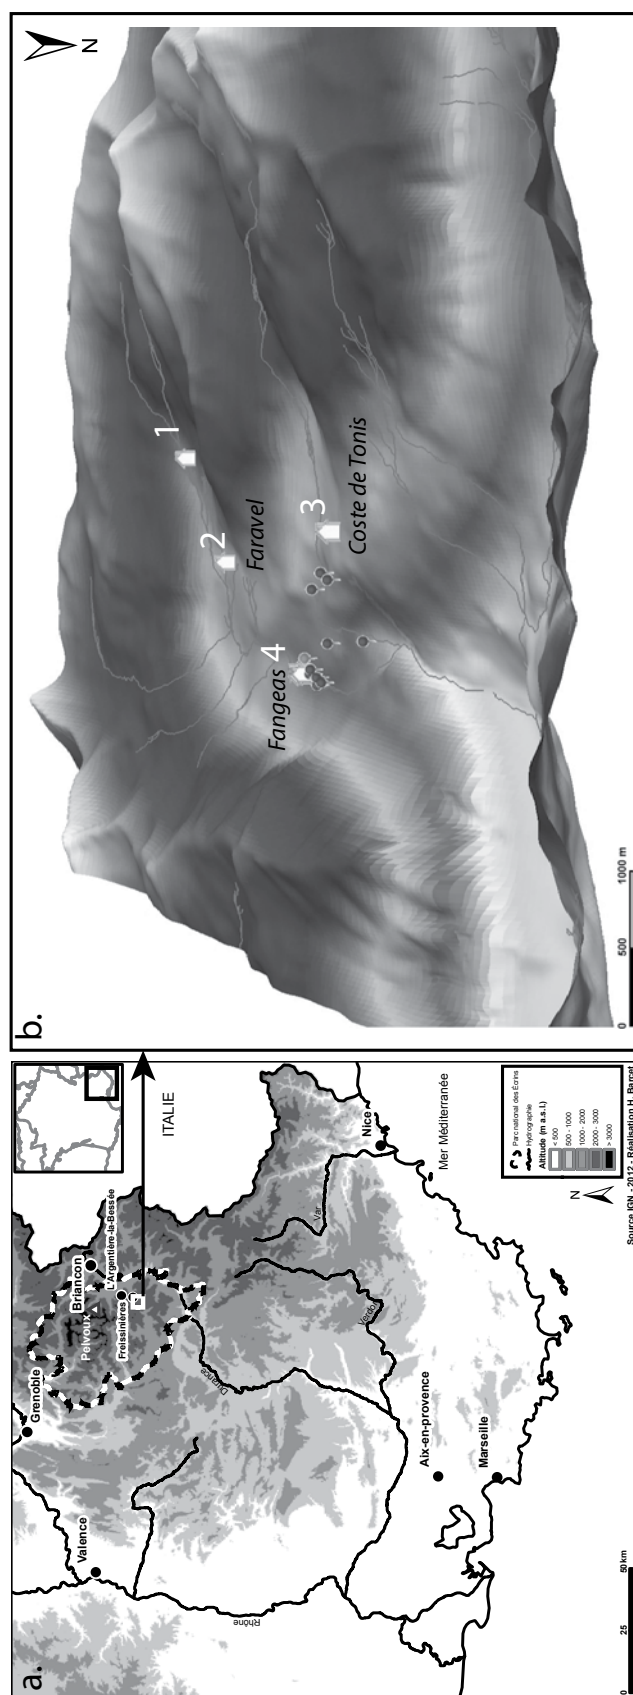 a.
Grenoble
Valence
Briançon
Pelvoux
L'Argentière-la-Bessée
Freissinières
ITALIE
Durance
Verdon
Var
Rhône
Nice
Mer Méditerranée
Aix-en-provence
Marseille
0 25 50 km
Parc national des Écrins
Hydrographie
Altitude (m a.s.l.)
< 500
500 - 1000
1000 - 2000
2000 - 3000
> 3000
N
Source IGN - 2012 - Réalisation H. Barcet
b.
N
1
2
Faravel
3
Coste de Tonis
4
Fangeas
0 500 1000 m